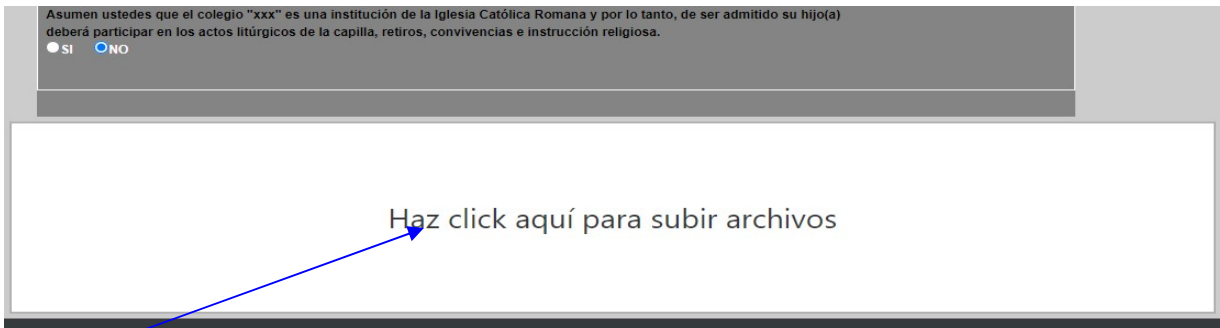 Asumen ustedes que el colegio "xxx" es una institución de la Iglesia Católica Romana y por lo tanto, de ser admitido su hijo(a)
deberá participar en los actos litúrgicos de la capilla, retiros, convivencias e instrucción religiosa.
SI NO
Haz click aquí para subir archivos